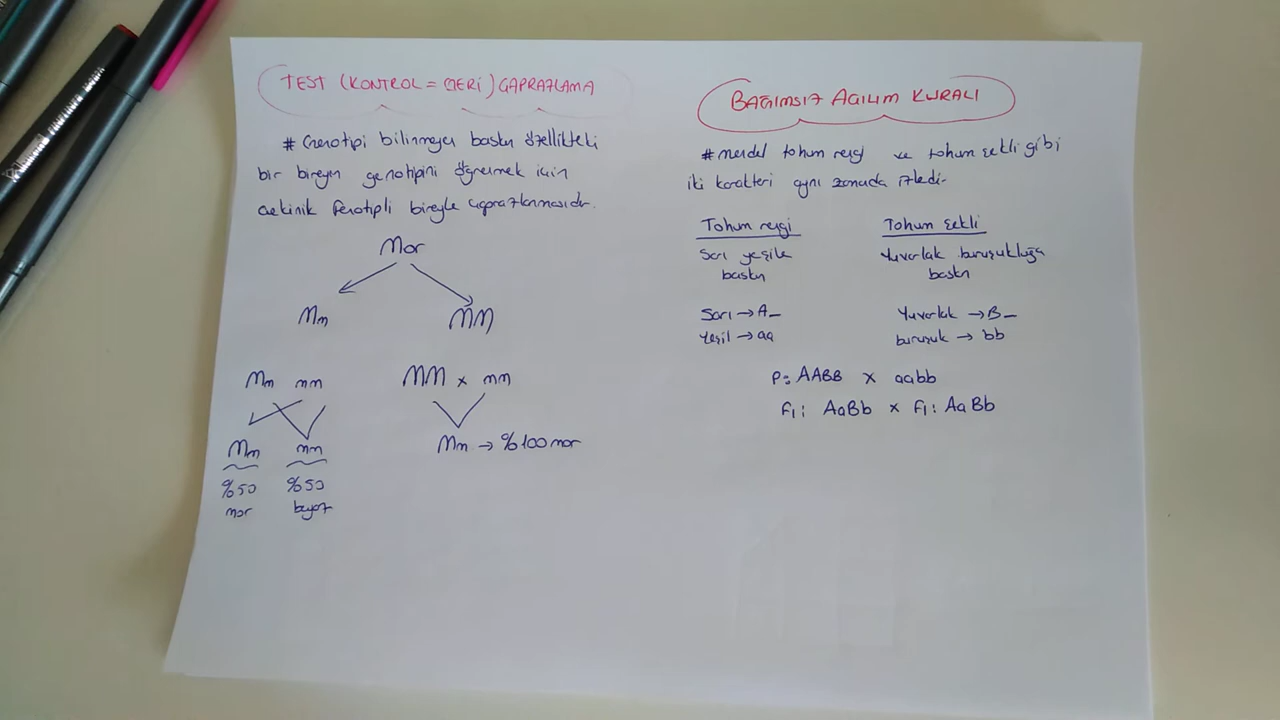 TEST (KONTROL = GERİ) ÇAPRAZLAMA
# Genotipi bilinmeyen baskın özellikteki
bir bireyin genotipini öğrenmek için
çekinik fenotipli bireyle çaprazlanmasıdır.
Mor
Mm MM
Mm mm
MM x mm
Mm mm
Mm → %100 mor
%50 %50
mor beyaz
BAĞIMSIZ AÇILIM KURALI
# mendel tohum rengi ve tohum şekli gibi
iki karakteri aynı zamanda izledi.
Tohum rengi
Sarı yeşile
baskın
Sarı → A_
Yeşil → aa
Tohum şekli
Yuvarlak buruşukluğa
baskın
Yuvarlak → B_
buruşuk → bb
P: AABB x aabb
F1: AaBb x F1: AaBb